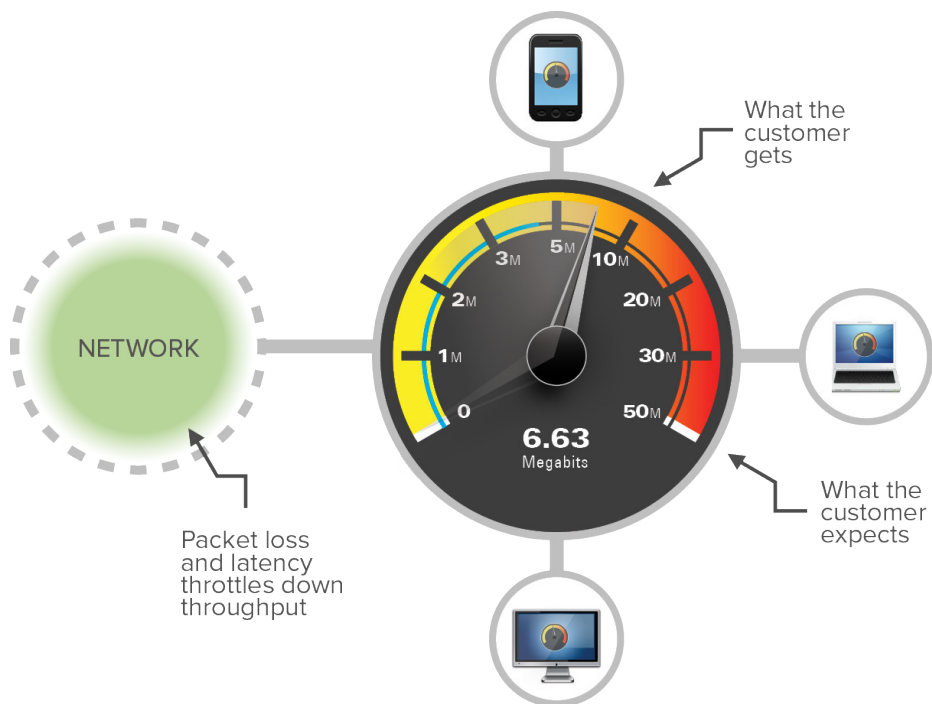 What the
customer
gets
5M
3M
10M
2M
20M
NETWORK
1M
30M
0
50M
6.63
Megabits
What the
customer
expects
Packet loss
and latency
throttles down
throughput